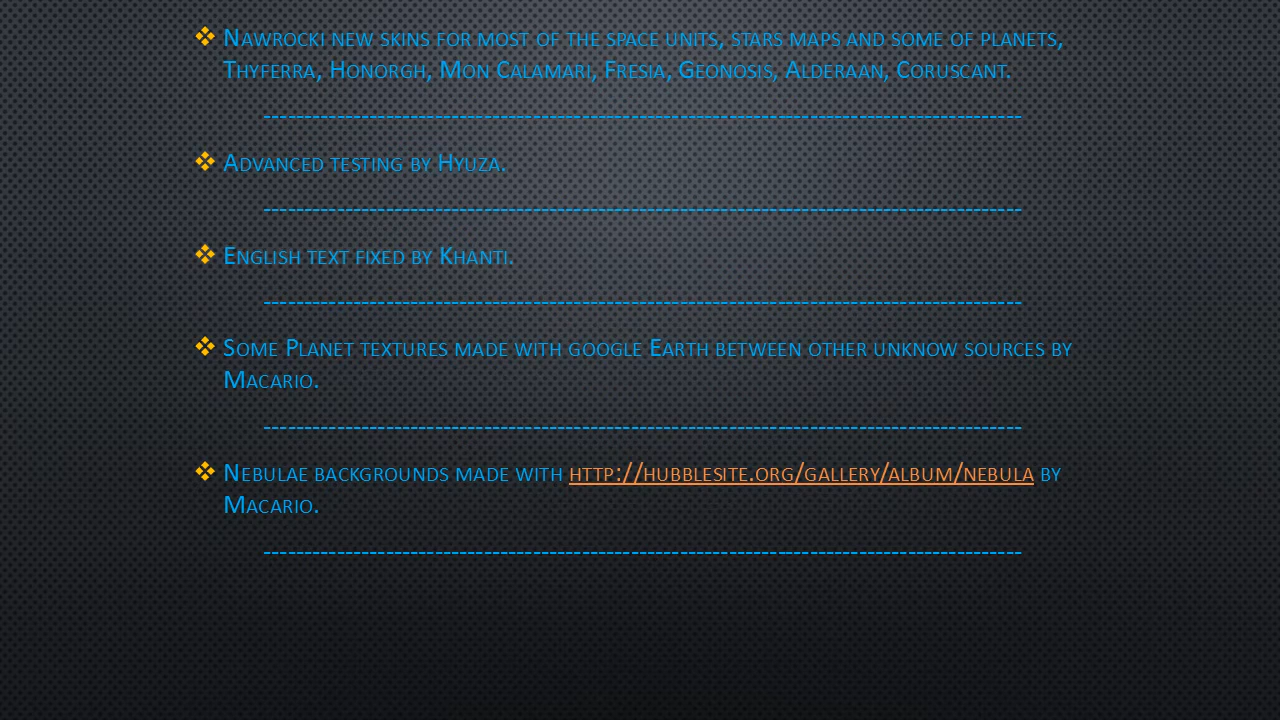 ❖ Nawrocki new skins for most of the space units, stars maps and some of planets,
Thyferra, Honorgh, Mon Calamari, Fresia, Geonosis, Alderaan, Coruscant.
--------------------------------------------------------------------------------------------
❖ Advanced testing by Hyuza.
--------------------------------------------------------------------------------------------
❖ English text fixed by Khanti.
--------------------------------------------------------------------------------------------
❖ Some Planet textures made with google Earth between other unknow sources by
Macario.
--------------------------------------------------------------------------------------------
❖ Nebulae backgrounds made with http://hubblesite.org/gallery/album/nebula by
Macario.
--------------------------------------------------------------------------------------------